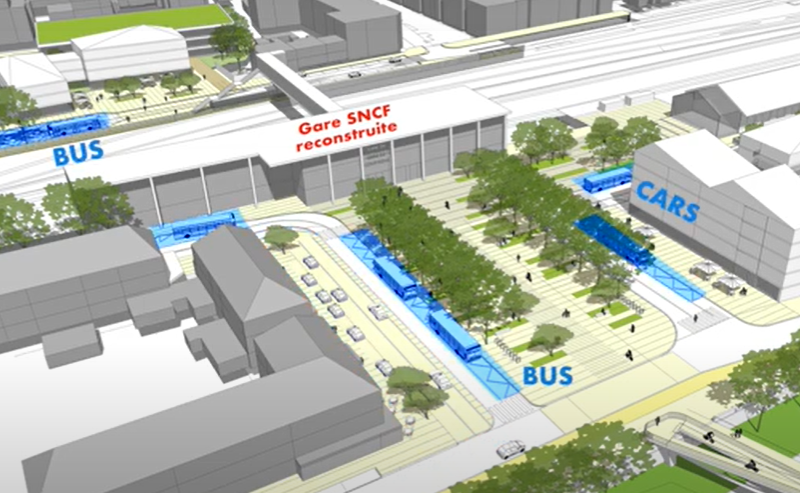 Gare SNCF
reconstruite
BUS
CARS
BUS